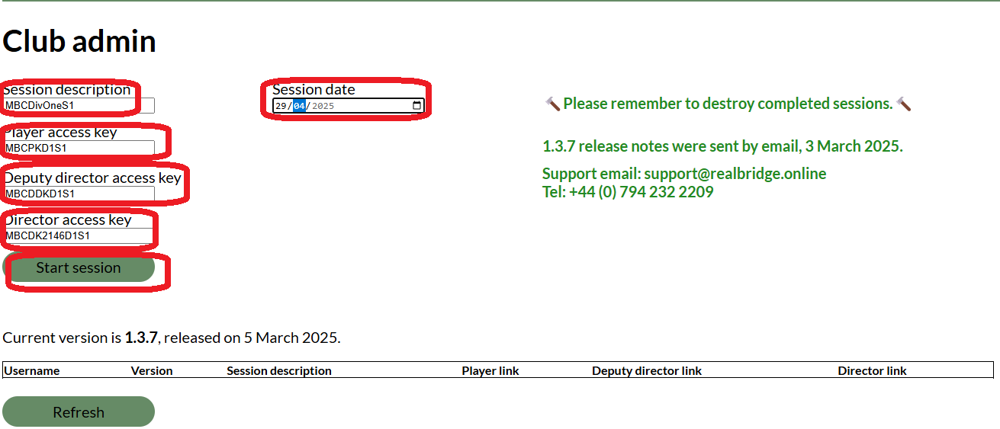 Club admin
Session description
MBCDivOneS1
Session date
29/04/2025
Player access key
MBCPKD1S1
Deputy director access key
MBCDDKD1S1
Director access key
MBCDK2146D1S1
Start session
🔨 Please remember to destroy completed sessions. 🔨
1.3.7 release notes were sent by email, 3 March 2025.
Support email: support@realbridge.online
Tel: +44 (0) 794 232 2209
Current version is 1.3.7, released on 5 March 2025.
Username Version Session description Player link Deputy director link Director link
Refresh